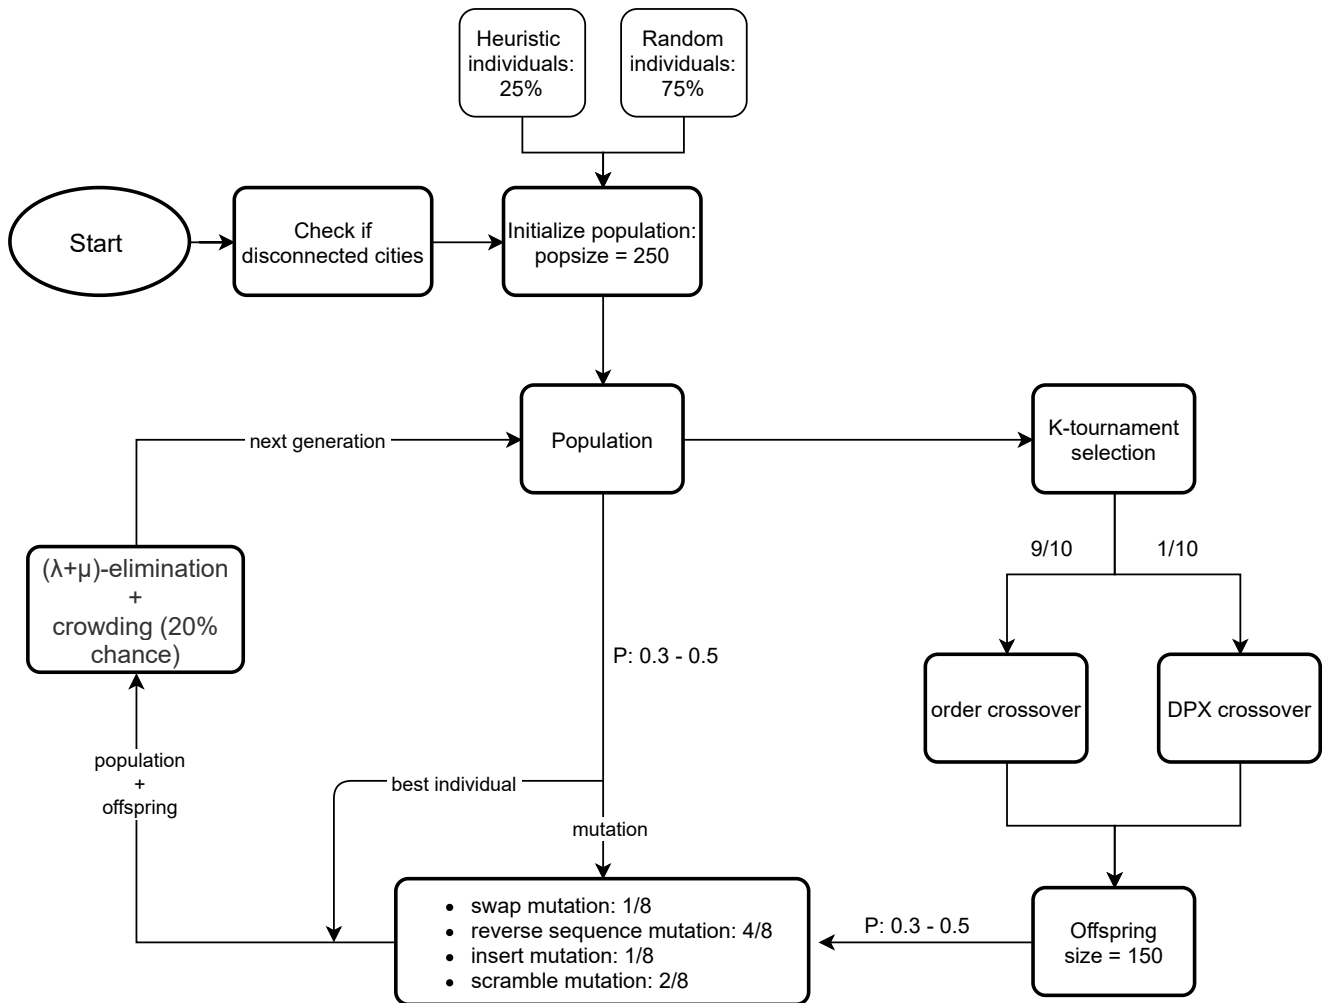 Heuristic
individuals:
25%
Random
individuals:
75%
Start
Check if
disconnected cities
Initialize population:
popsize = 250
next generation
Population
K-tournament
selection
(λ+μ)-elimination
+
crowding (20%
chance)
9/10
1/10
P: 0.3 - 0.5
order crossover
DPX crossover
population
+
offspring
best individual
mutation
• swap mutation: 1/8
• reverse sequence mutation: 4/8
• insert mutation: 1/8
• scramble mutation: 2/8
P: 0.3 - 0.5
Offspring
size = 150